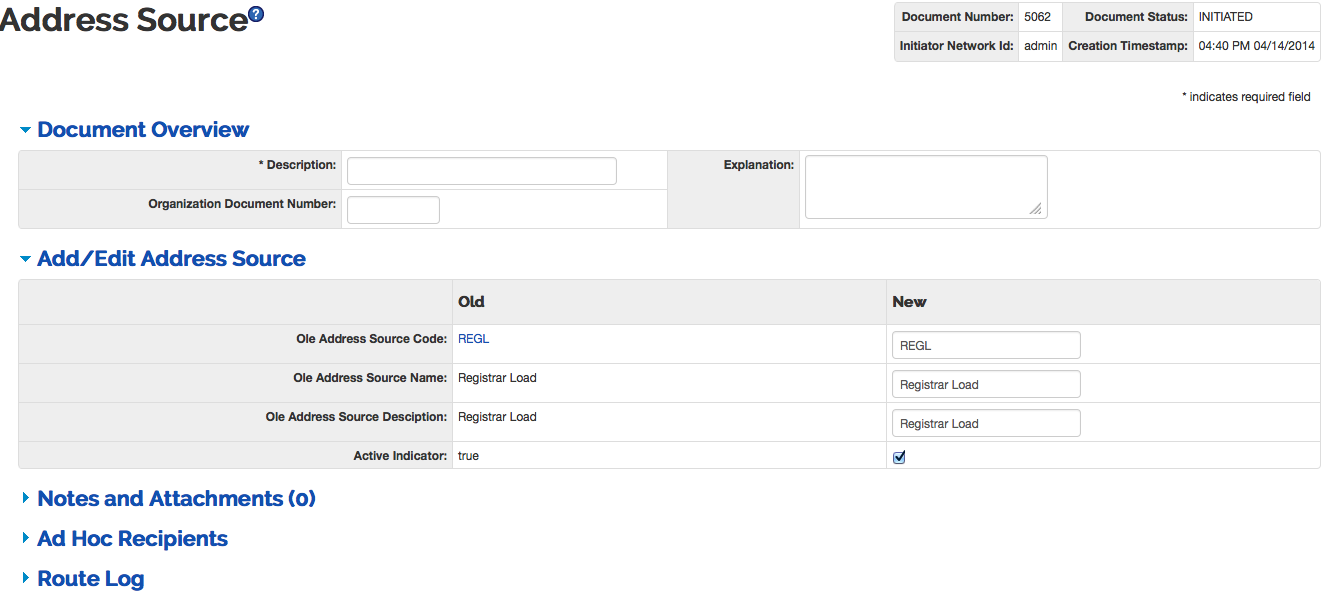 Address Source ?
Document Number: 5062 Document Status: INITIATED
Initiator Network Id: admin Creation Timestamp: 04:40 PM 04/14/2014
* indicates required field
Document Overview
* Description: Explanation:
Organization Document Number:
Add/Edit Address Source
Old New
Ole Address Source Code: REGL REGL
Ole Address Source Name: Registrar Load Registrar Load
Ole Address Source Desciption: Registrar Load Registrar Load
Active Indicator: true
Notes and Attachments (0)
Ad Hoc Recipients
Route Log